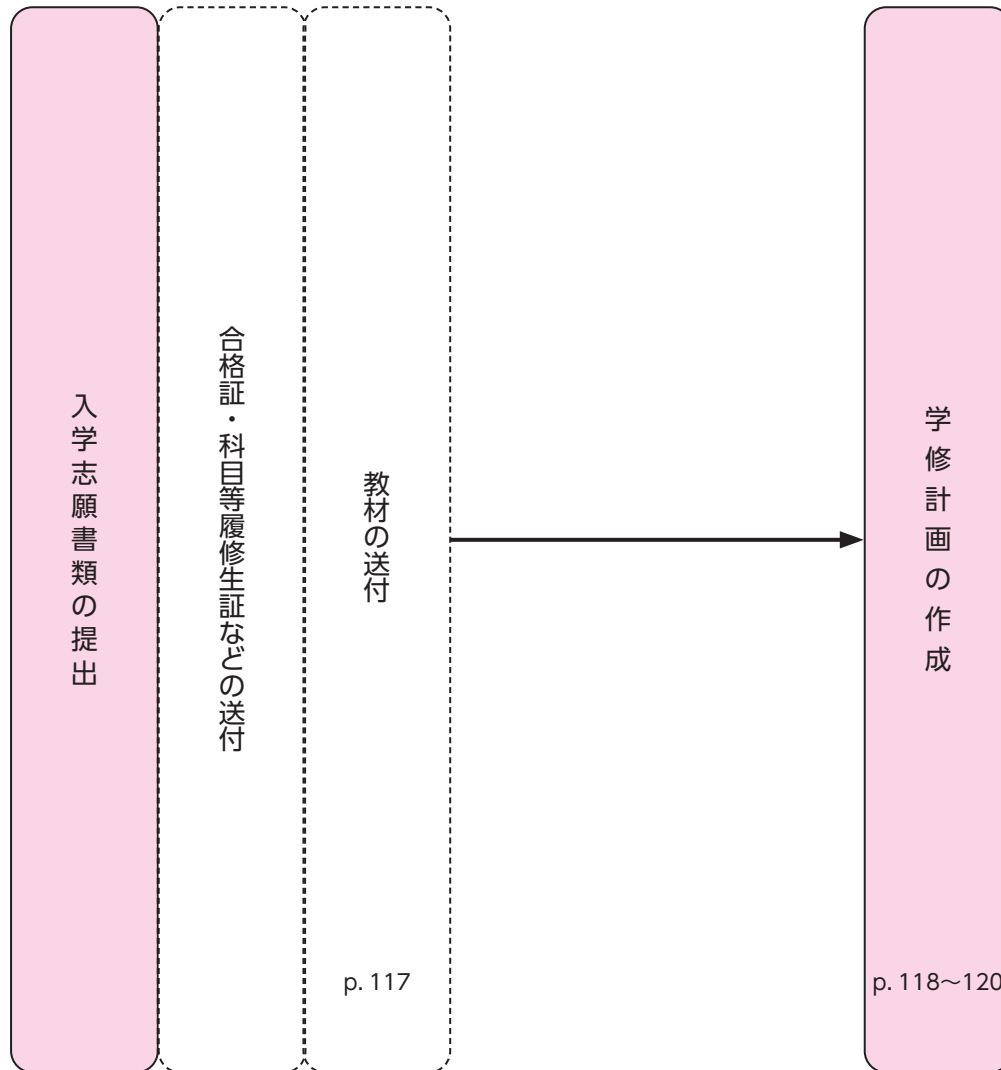 入学志願書類の提出
合格証・科目等履修生証などの送付
教材の送付
p. 117
学修計画の作成
p. 118〜120